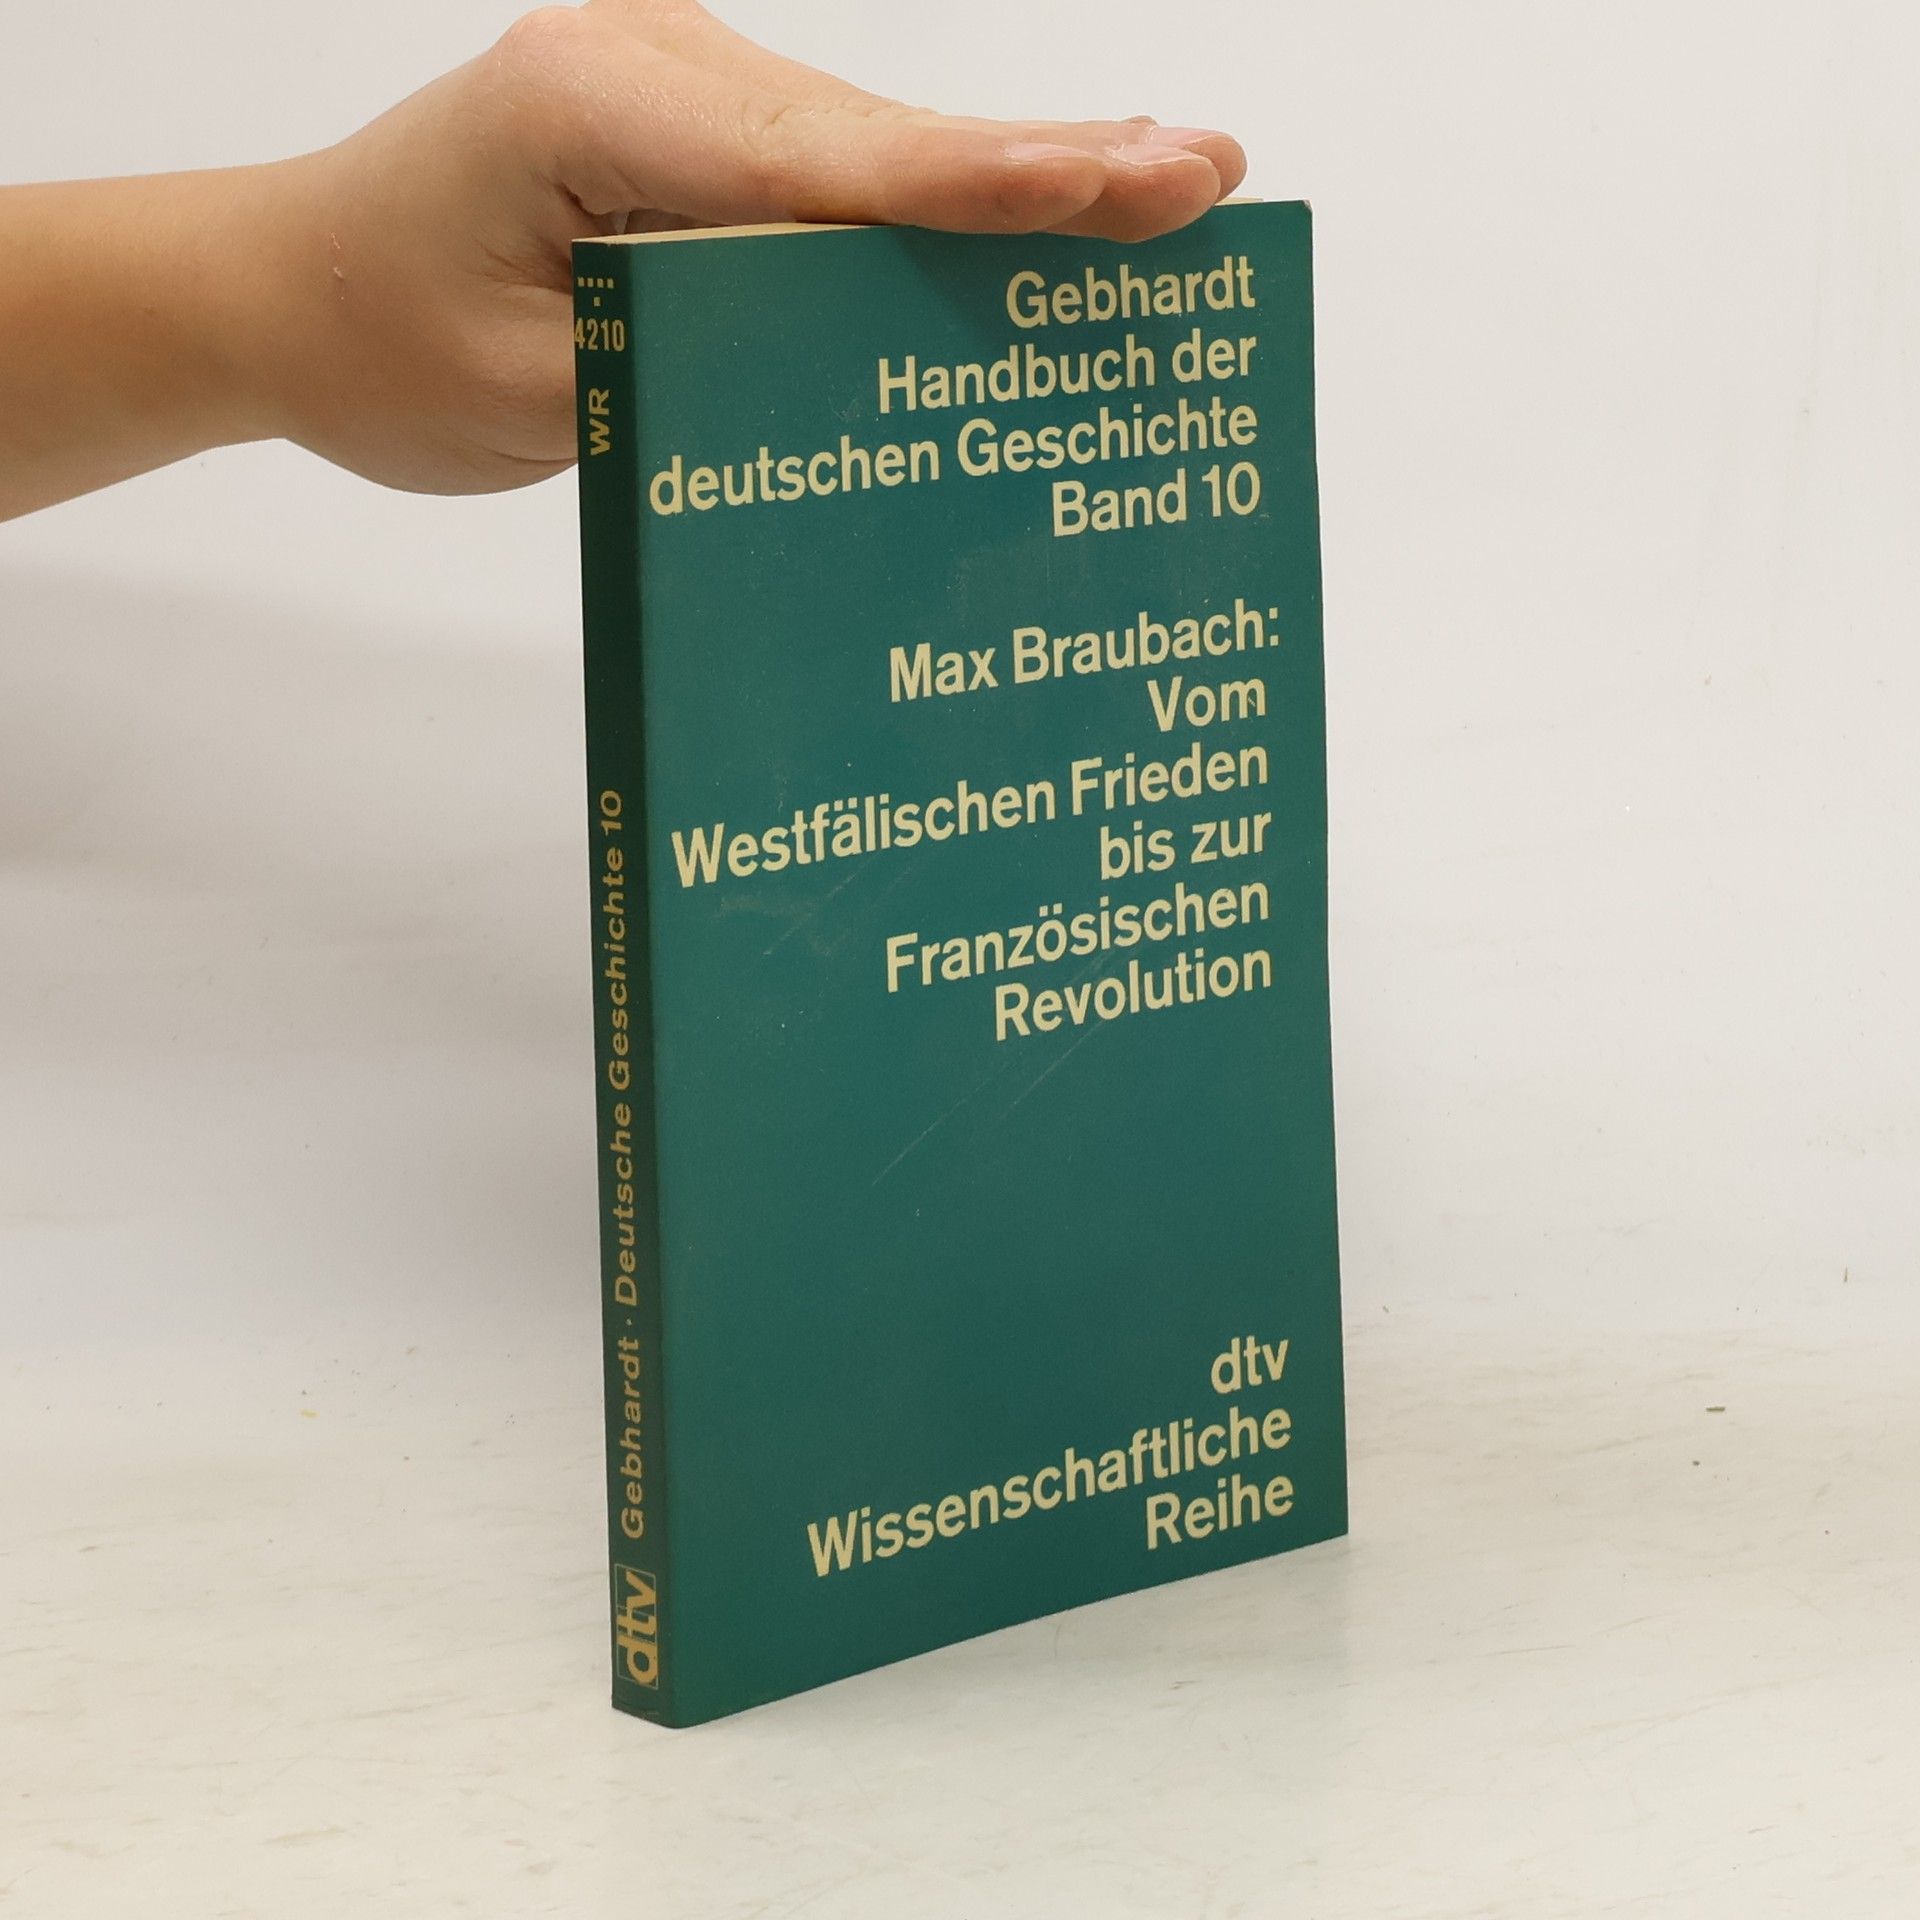 Gebhardt
Handbuch der
deutschen Geschichte
Band 10
Max Braubach:
Vom
Westfälischen Frieden
bis zur
Französischen
Revolution
dtv
Wissenschaftliche
Reihe
4210
WR
Gebhardt · Deutsche Geschichte 10
dtv